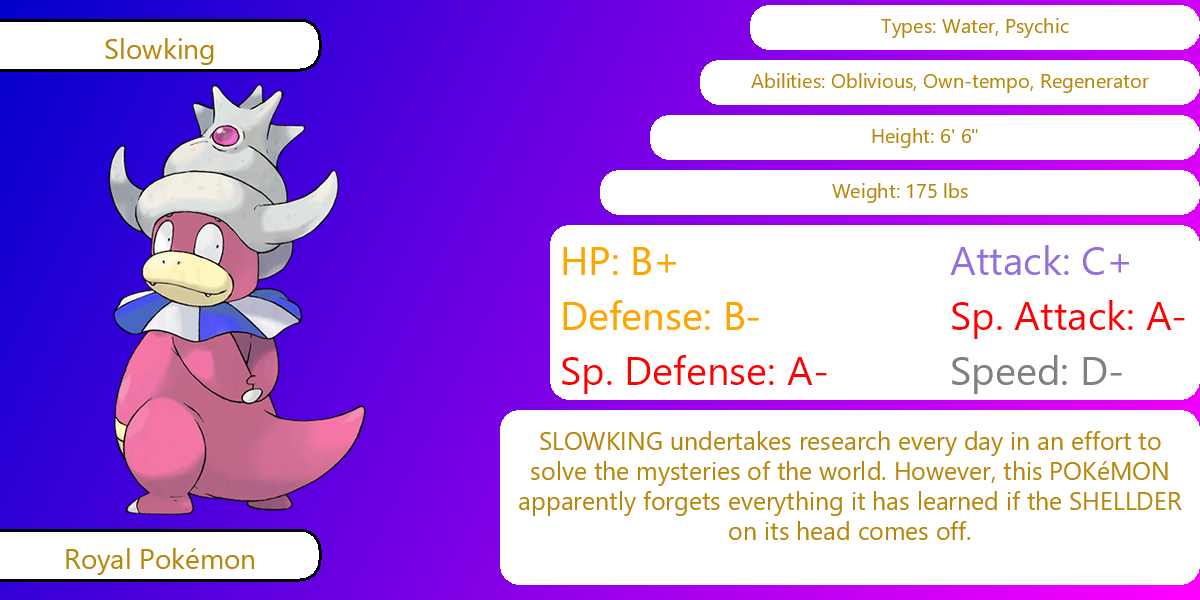 Slowking
Types: Water, Psychic
Abilities: Oblivious, Own-tempo, Regenerator
Height: 6' 6"
Weight: 175 lbs
HP: B+
Attack: C+
Defense: B-
Sp. Attack: A-
Sp. Defense: A-
Speed: D-
SLOWKING undertakes research every day in an effort to
solve the mysteries of the world. However, this POKéMON
apparently forgets everything it has learned if the SHELLDER
on its head comes off.
Royal Pokémon